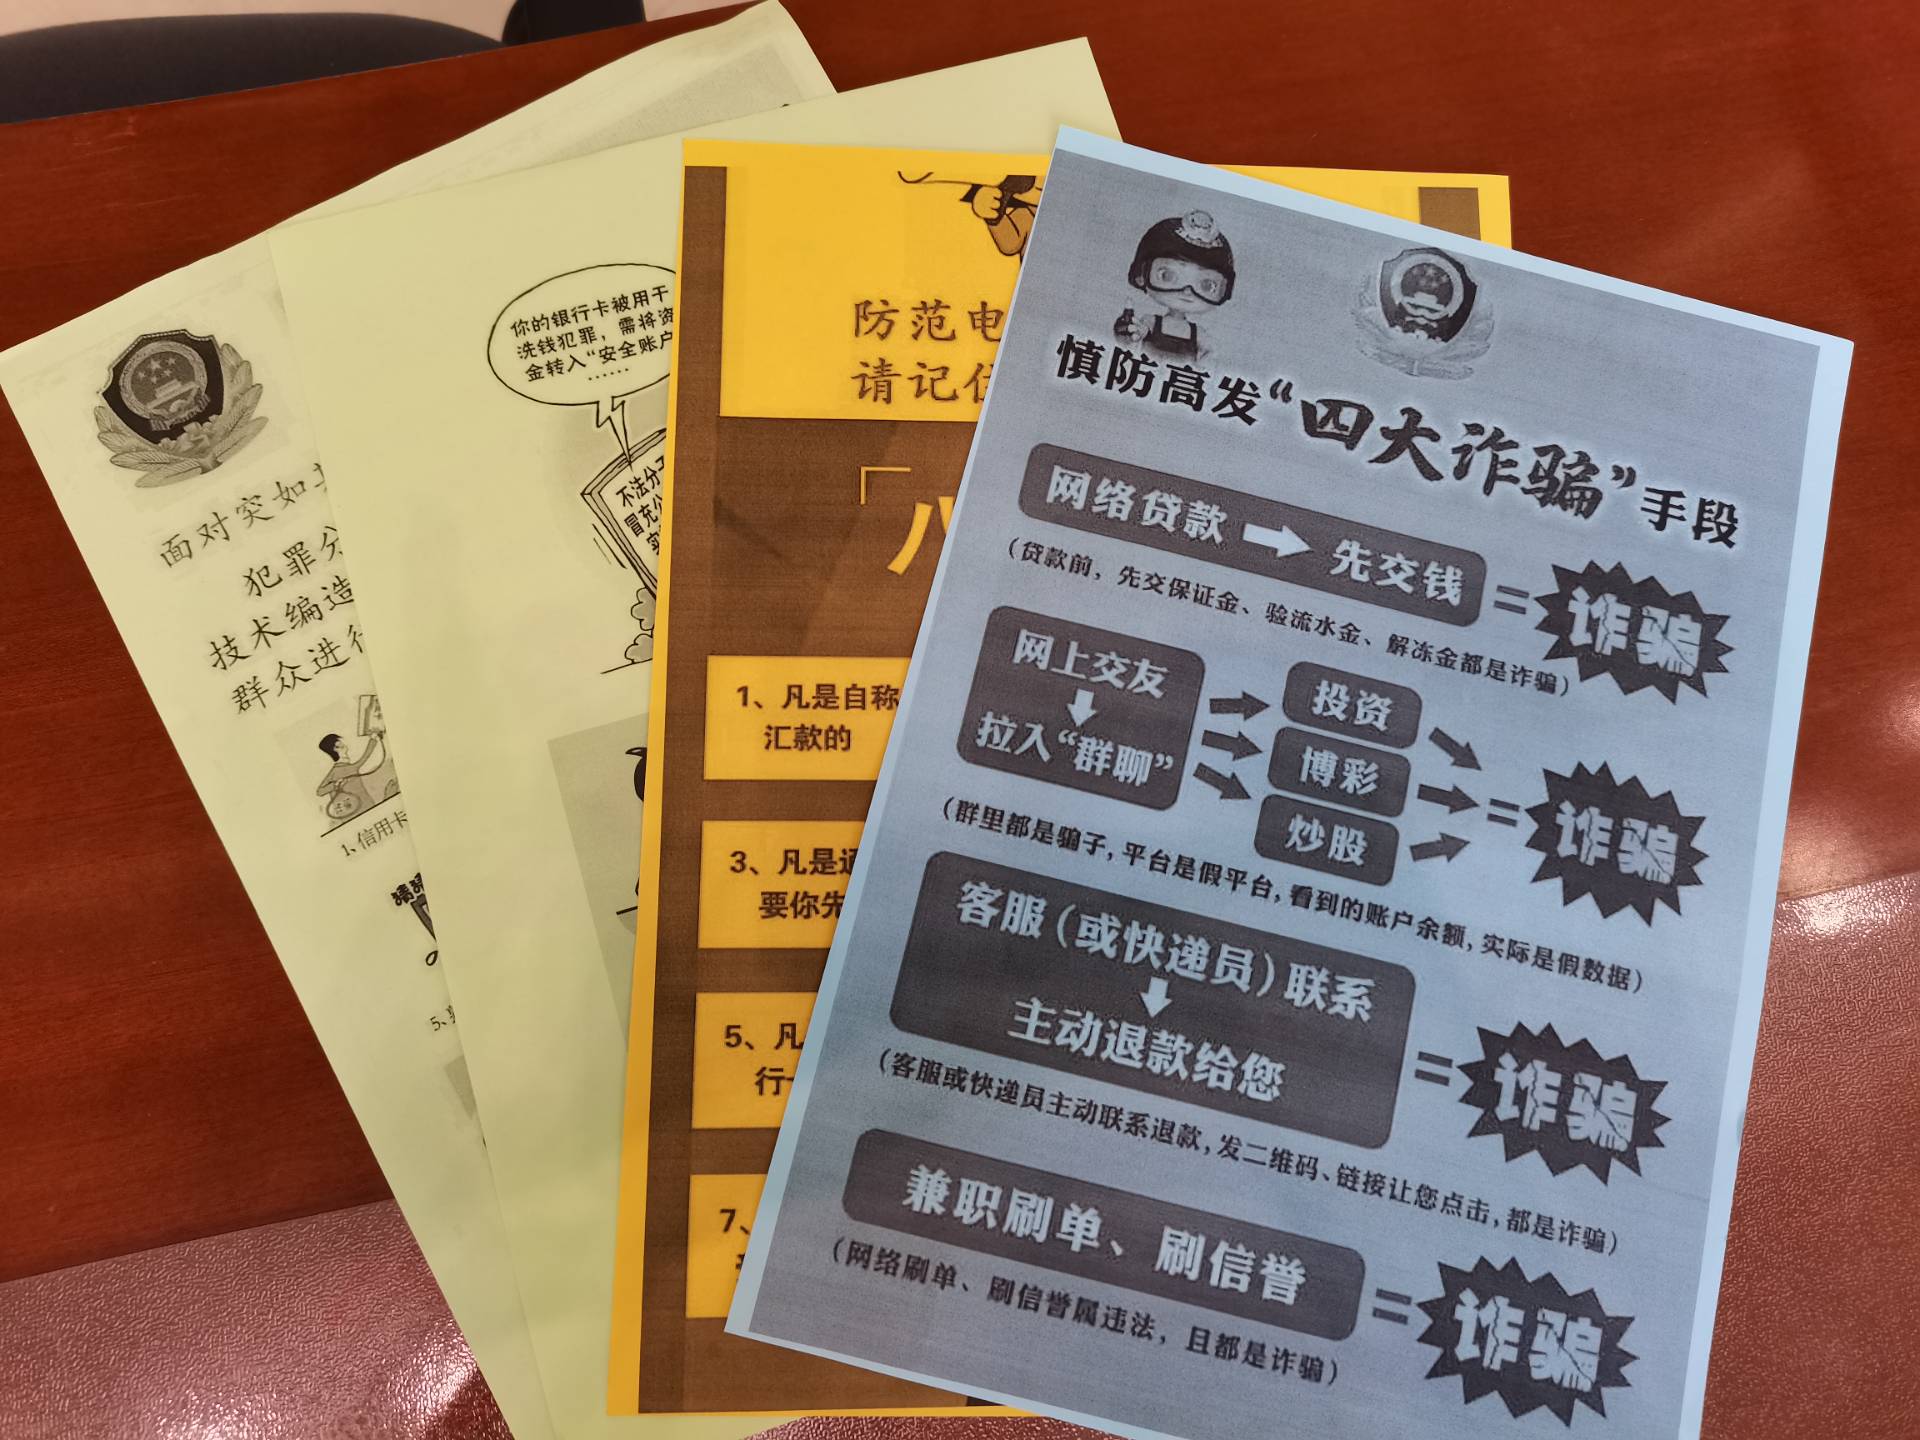 面对突如其
犯罪分
技术编造
群众进行
1、信用卡
猜猜
5、
你的银行卡被用于
洗钱犯罪，需将资
金转入“安全账户
……
不法分子
冒充公
防范电
请记住
「八
1、凡是自称
汇款的
3、凡是通
要你先
5、凡
行
7、
慎防高发“四大诈骗”手段
网络贷款→先交钱=诈骗
(贷款前，先交保证金、验流水金、解冻金都是诈骗)
网上交友
↓
拉入“群聊”
投资
博彩
炒股
=诈骗
(群里都是骗子，平台是假平台，看到的账户余额，实际是假数据)
客服(或快递员)联系
↓
主动退款给您
=诈骗
(客服或快递员主动联系退款，发二维码、链接让您点击，都是诈骗)
兼职刷单、刷信誉=诈骗
(网络刷单、刷信誉属违法，且都是诈骗)